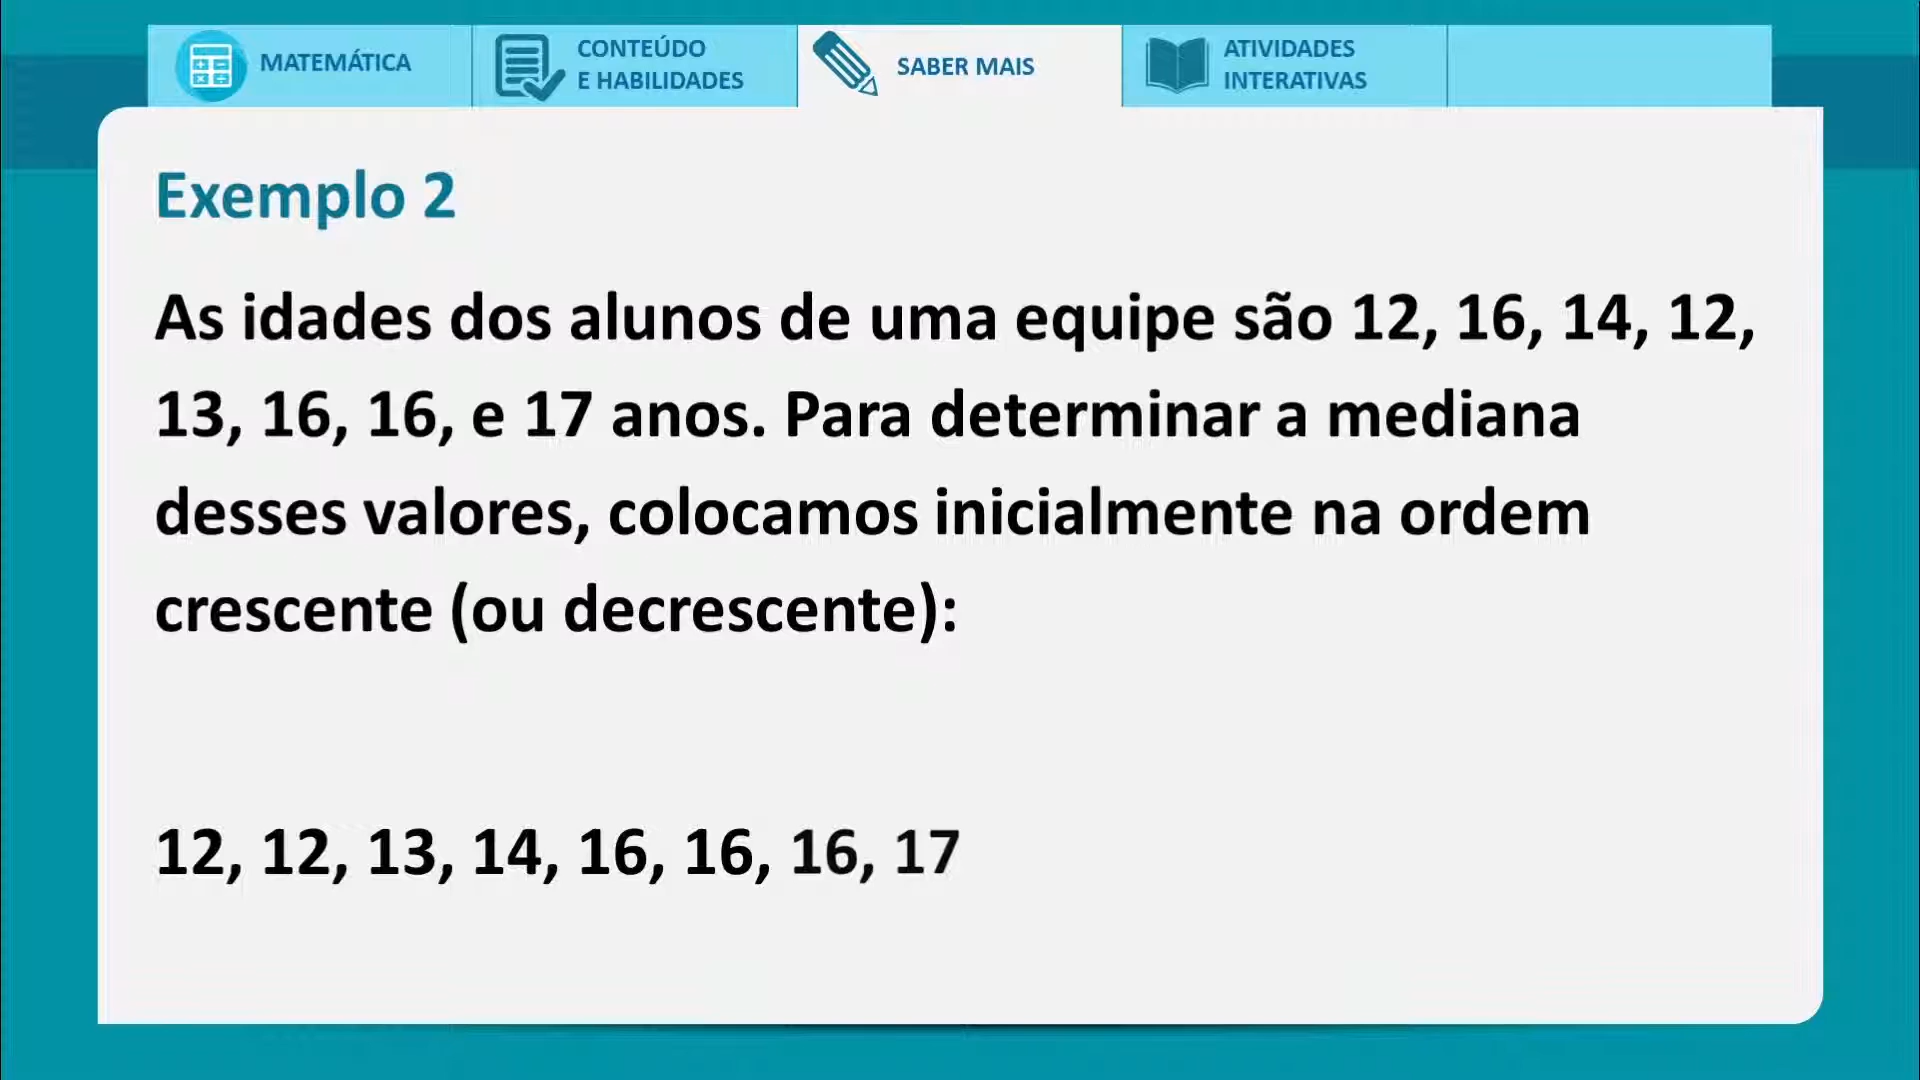 MATEMÁTICA
CONTEÚDO
E HABILIDADES
SABER MAIS
ATIVIDADES
INTERATIVAS
Exemplo 2
As idades dos alunos de uma equipe são 12, 16, 14, 12,
13, 16, 16, e 17 anos. Para determinar a mediana
desses valores, colocamos inicialmente na ordem
crescente (ou decrescente):
12, 12, 13, 14, 16, 16, 16, 17